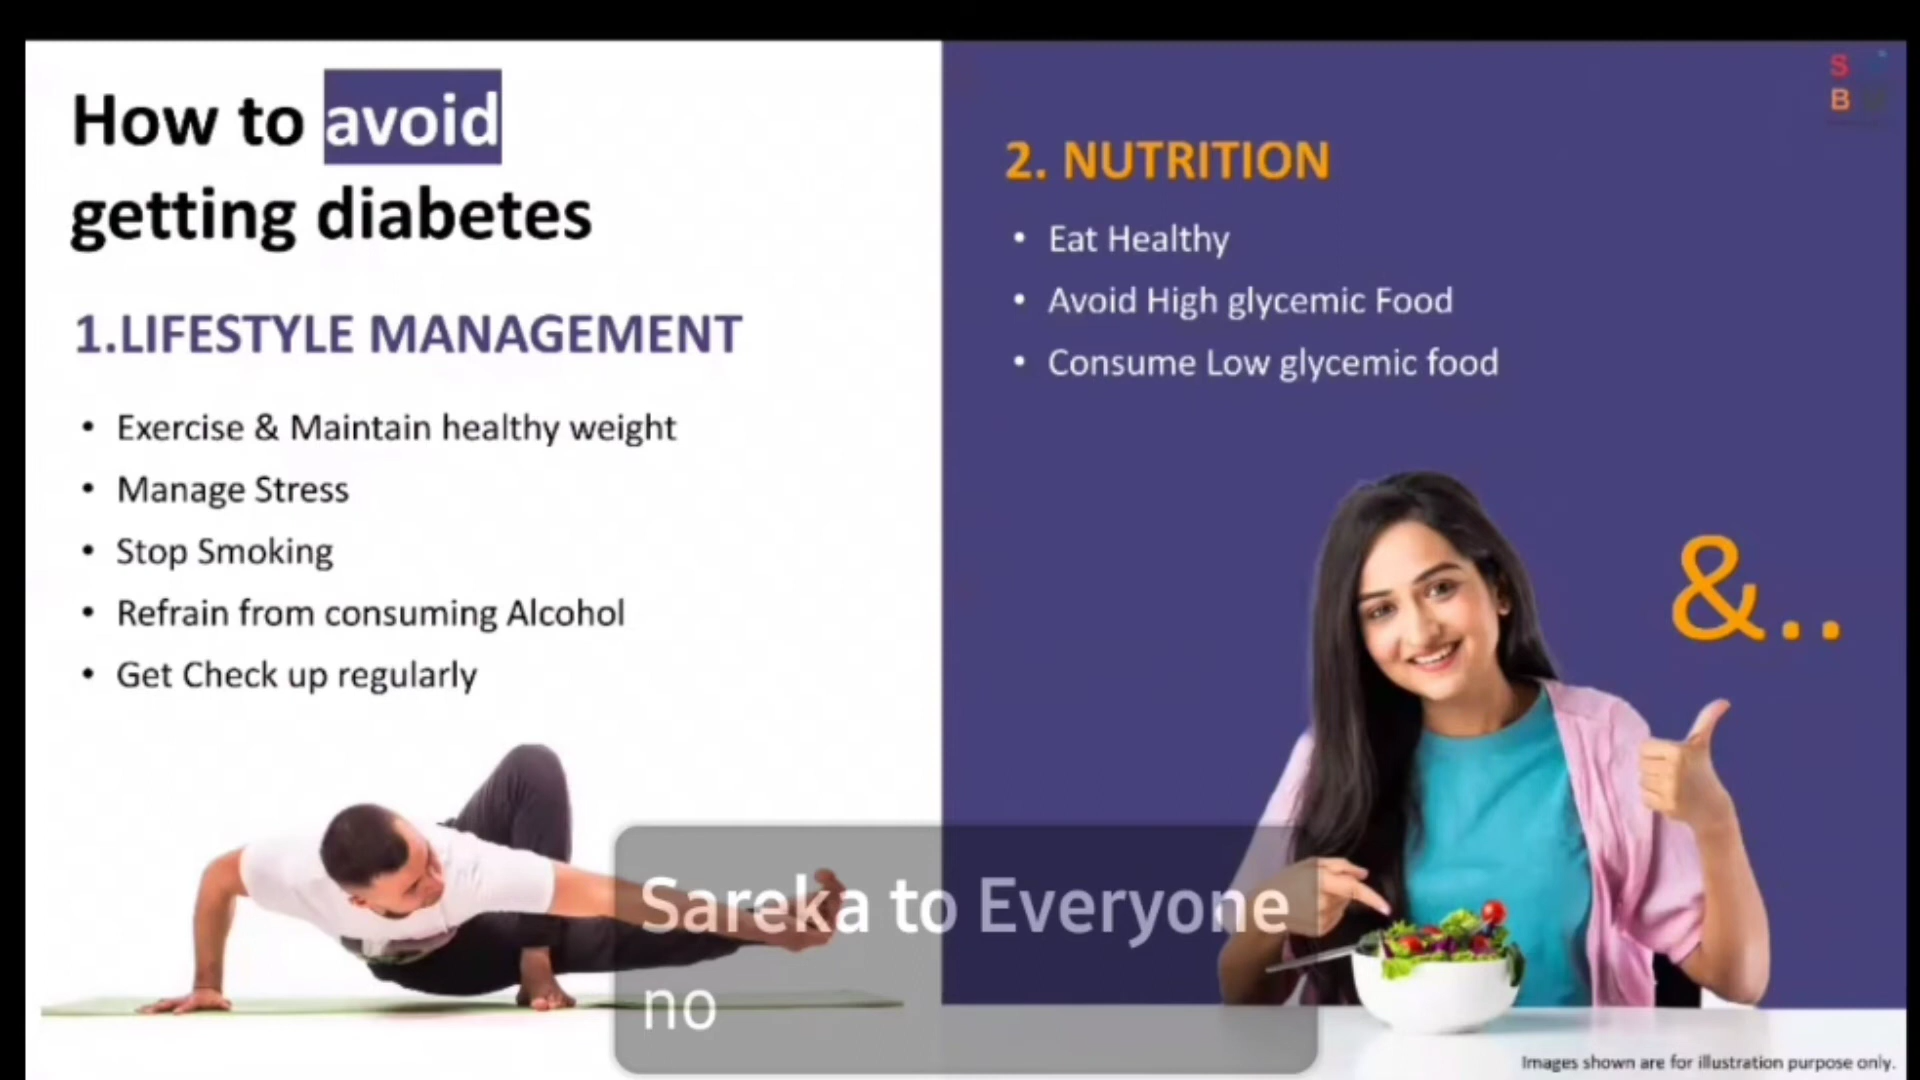 How to avoid
getting diabetes
1.LIFESTYLE MANAGEMENT
• Exercise & Maintain healthy weight
• Manage Stress
• Stop Smoking
• Refrain from consuming Alcohol
• Get Check up regularly
S
B
2. NUTRITION
• Eat Healthy
• Avoid High glycemic Food
• Consume Low glycemic food
&..
Sareka to Everyone
no
Images shown are for illustration purpose only.